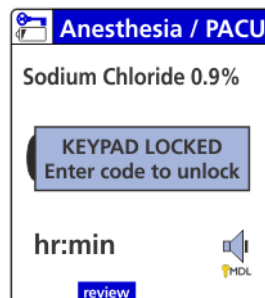 Anesthesia / PACU
Sodium Chloride 0.9%
KEYPAD LOCKED
Enter code to unlock
hr:min
MDL
review